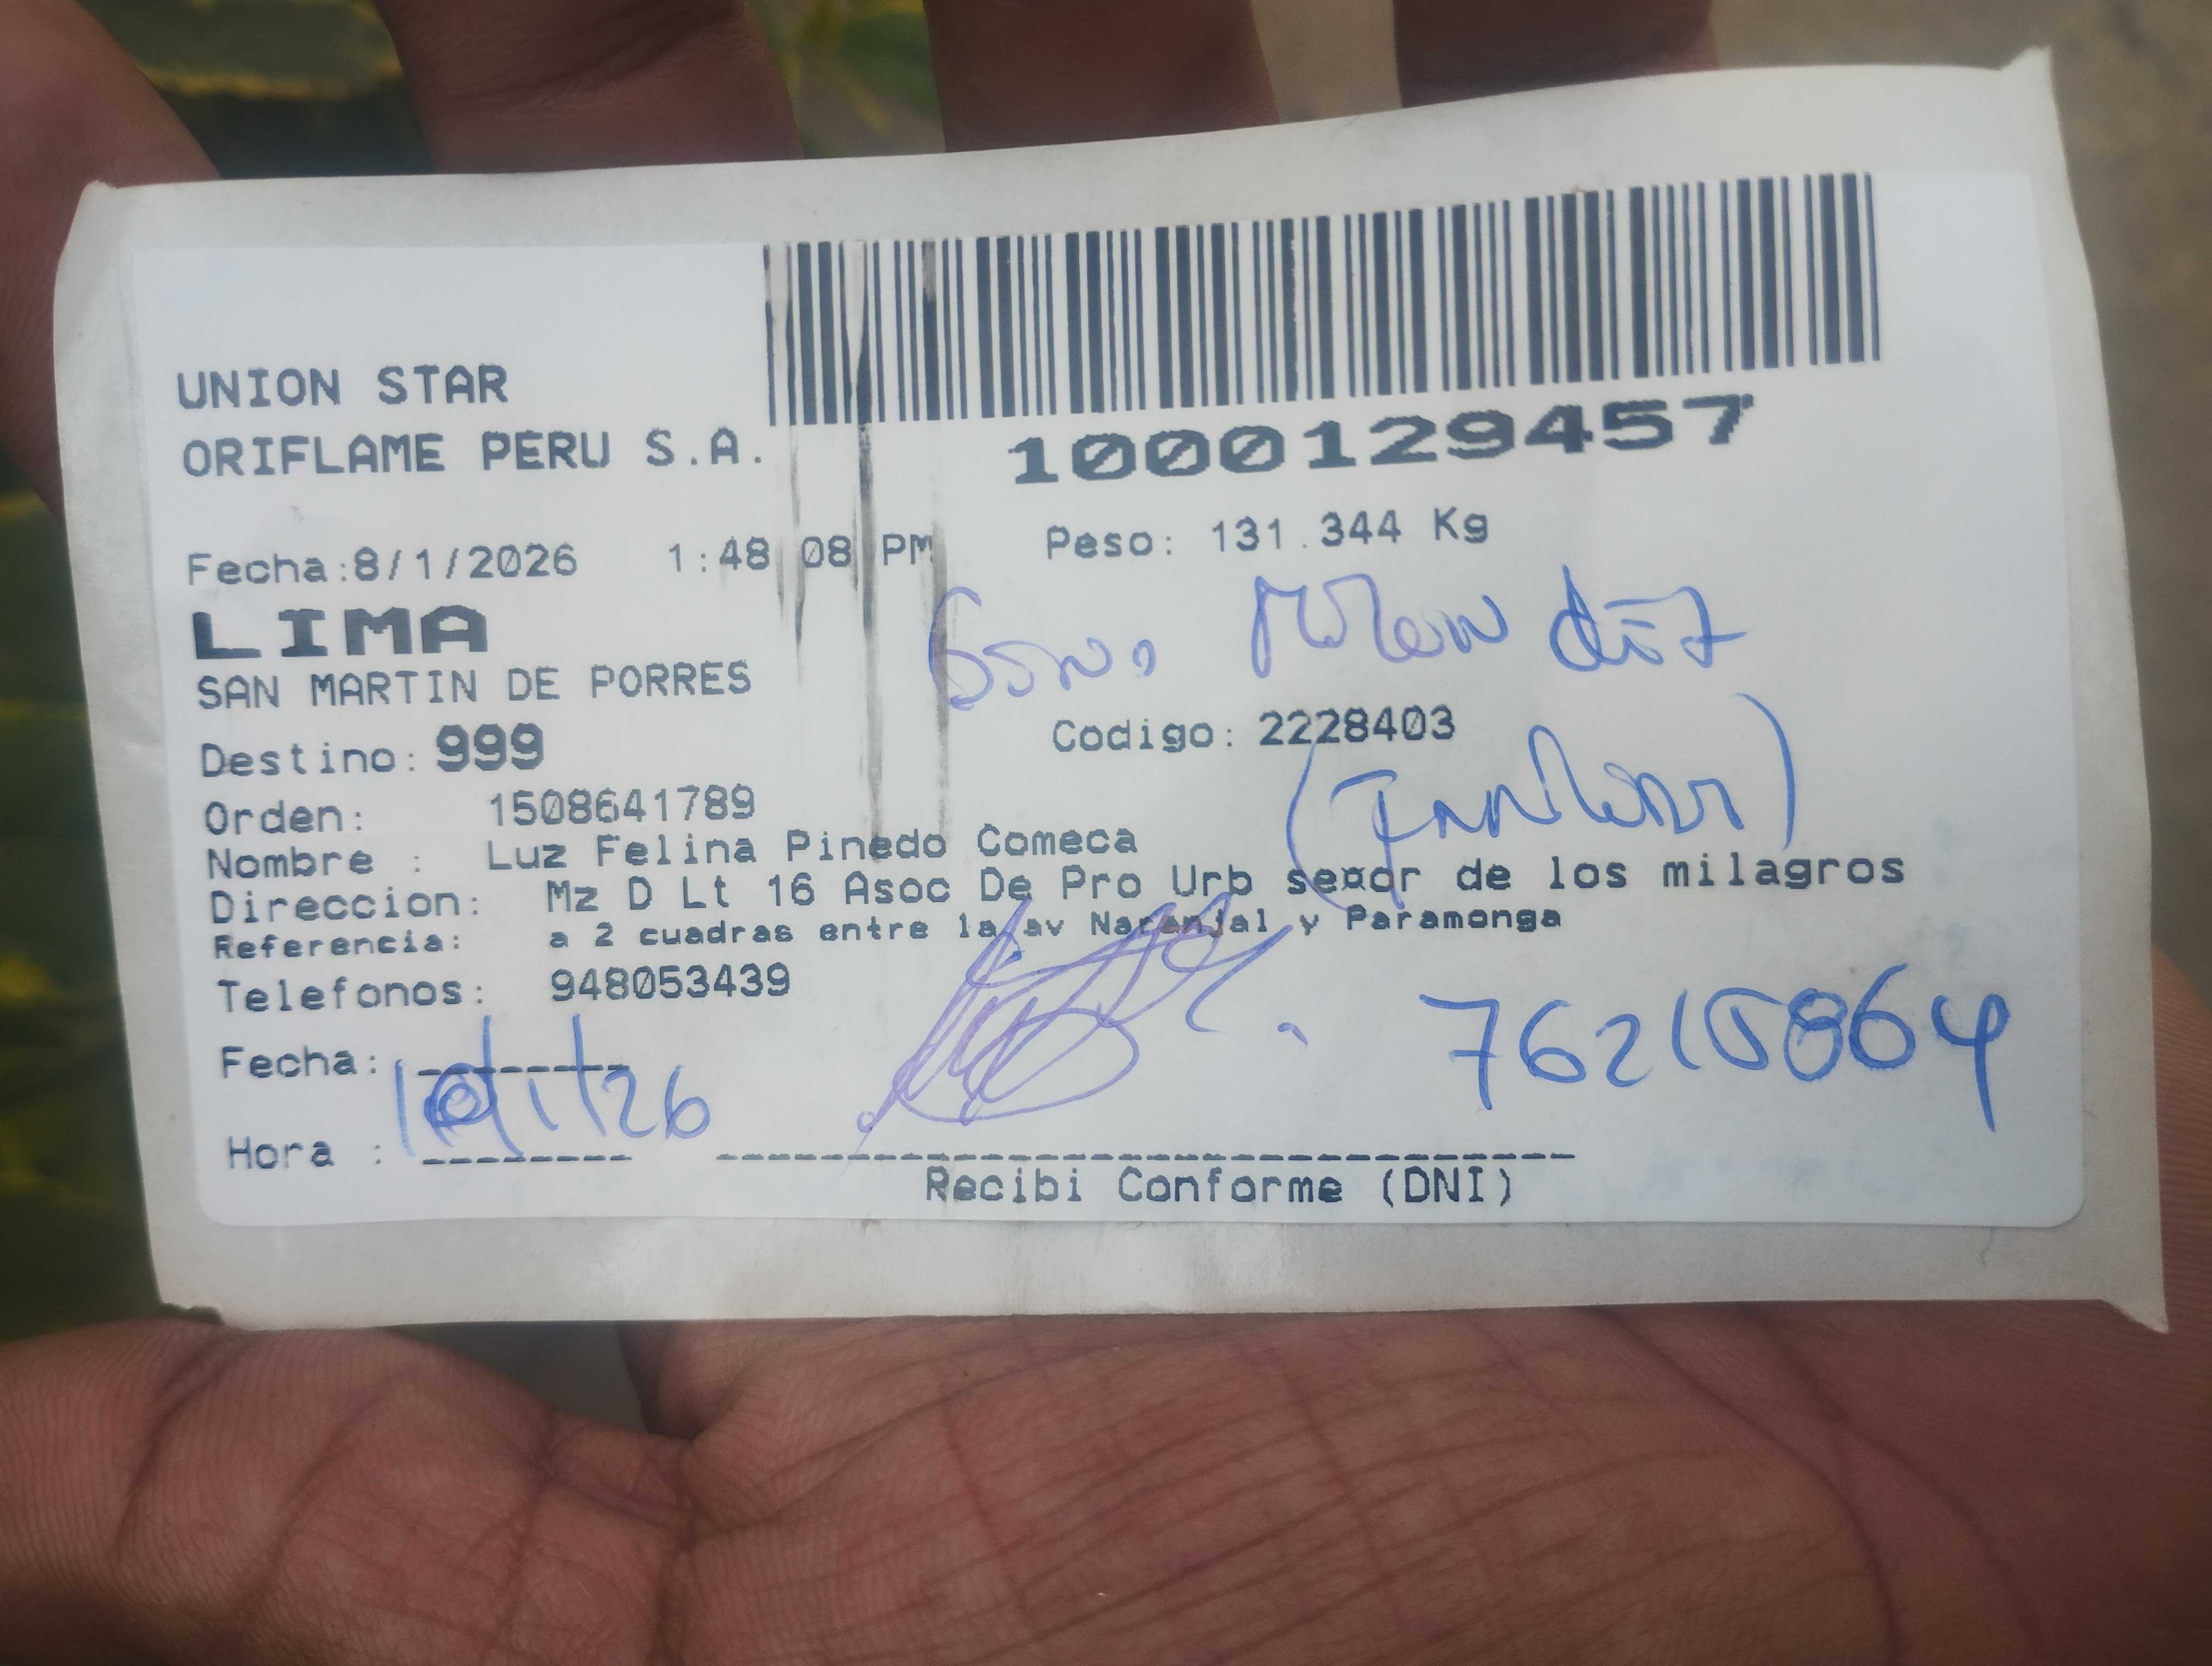 UNION STAR
ORIFLAME PERU S.A.
1000129457
Fecha:8/1/2026 1:48 08 PM Peso: 131.344 Kg
LIMA
SAN MARTIN DE PORRES
Destino: 999 Codigo: 2228403
Orden: 1508641789
Nombre : Luz Felina Pinedo Comeca
Direccion: Mz D Lt 16 Asoc De Pro Urb señor de los milagros
Referencia: a 2 cuadras entre la av Naranjal y Paramonga
Telefonos: 948053439
76215864
Fecha: 10/1/26
Hora :
Recibi Conforme (DNI)